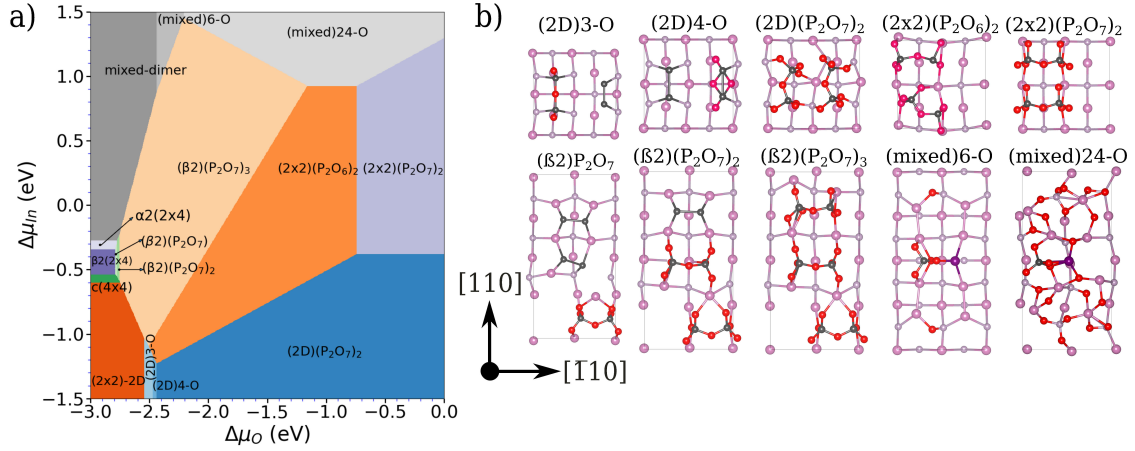 a)
(mixed)6-O
(mixed)24-O
mixed-dimer
(β2)(P₂O₇)₃
(2x2)(P₂O₆)₂
(2x2)(P₂O₇)₂
α2(2x4)
(β2)(P₂O₇)
β2(2x4)
(β2)(P₂O₇)₂
c(4x4)
(2D)3-O
(2D)(P₂O₇)₂
(2x2)-2D
(2D)4-O
1.5
1.0
0.5
0.0
−0.5
−1.0
−1.5
Δμ_In (eV)
−3.0 −2.5 −2.0 −1.5 −1.0 −0.5 0.0
Δμ_O (eV)
b)
(2D)3-O (2D)4-O (2D)(P₂O₇)₂ (2x2)(P₂O₆)₂ (2x2)(P₂O₇)₂
(ß2)P₂O₇ (ß2)(P₂O₇)₂ (ß2)(P₂O₇)₃ (mixed)6-O (mixed)24-O
[110]
[1̄10]